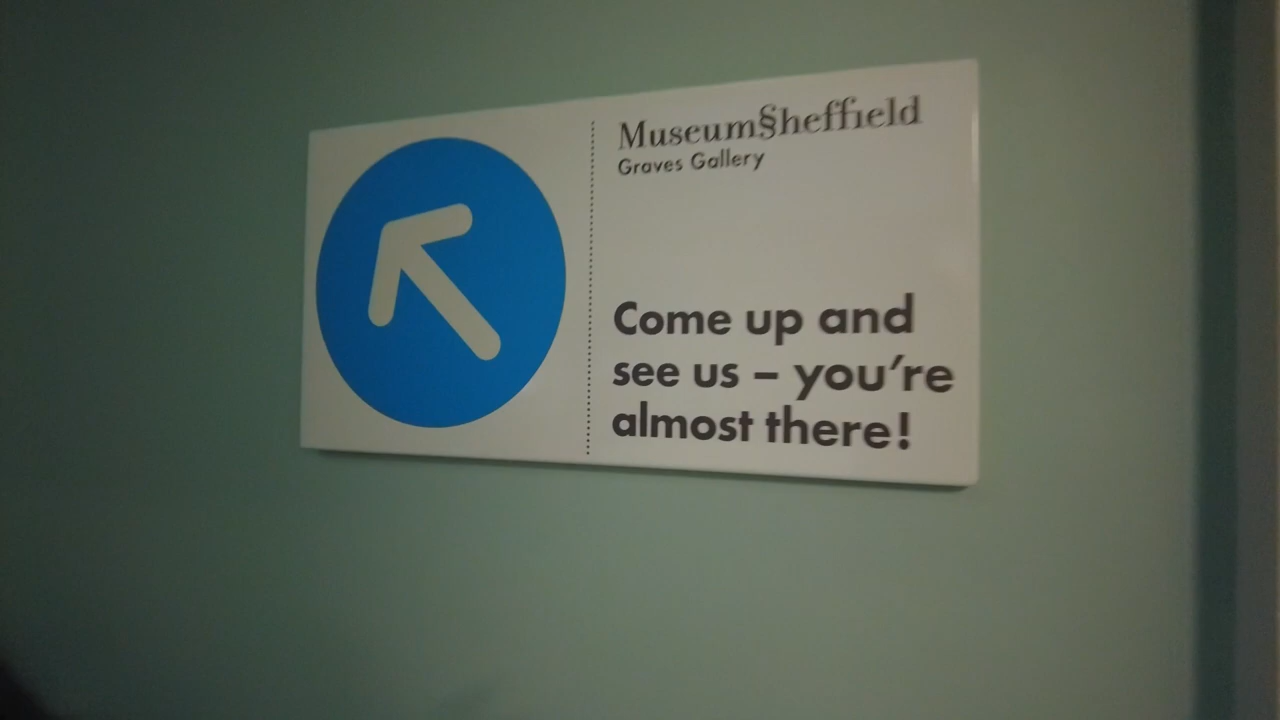 Museum§heffield
Graves Gallery
Come up and
see us – you're
almost there!